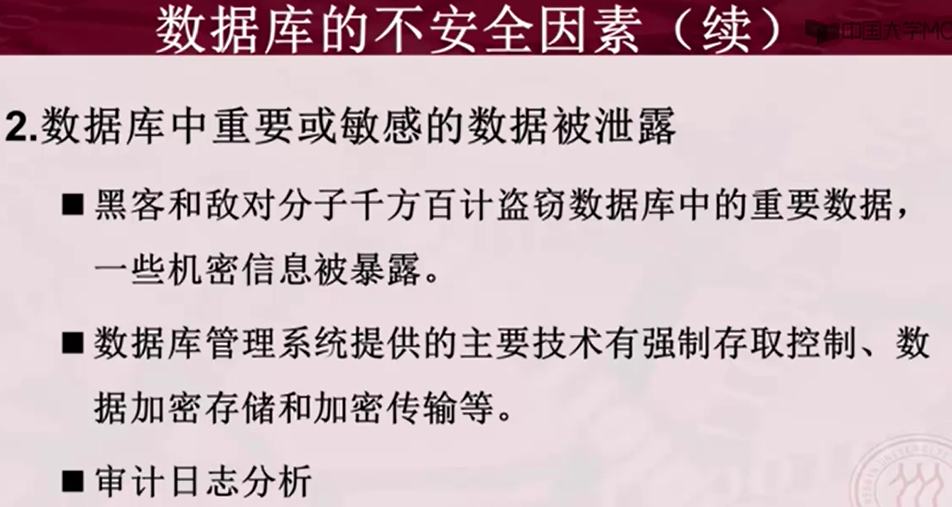 数据库的不安全因素（续）
中国大学MO
2.数据库中重要或敏感的数据被泄露
■黑客和敌对分子千方百计盗窃数据库中的重要数据，
一些机密信息被暴露。
■数据库管理系统提供的主要技术有强制存取控制、数
据加密存储和加密传输等。
■审计日志分析